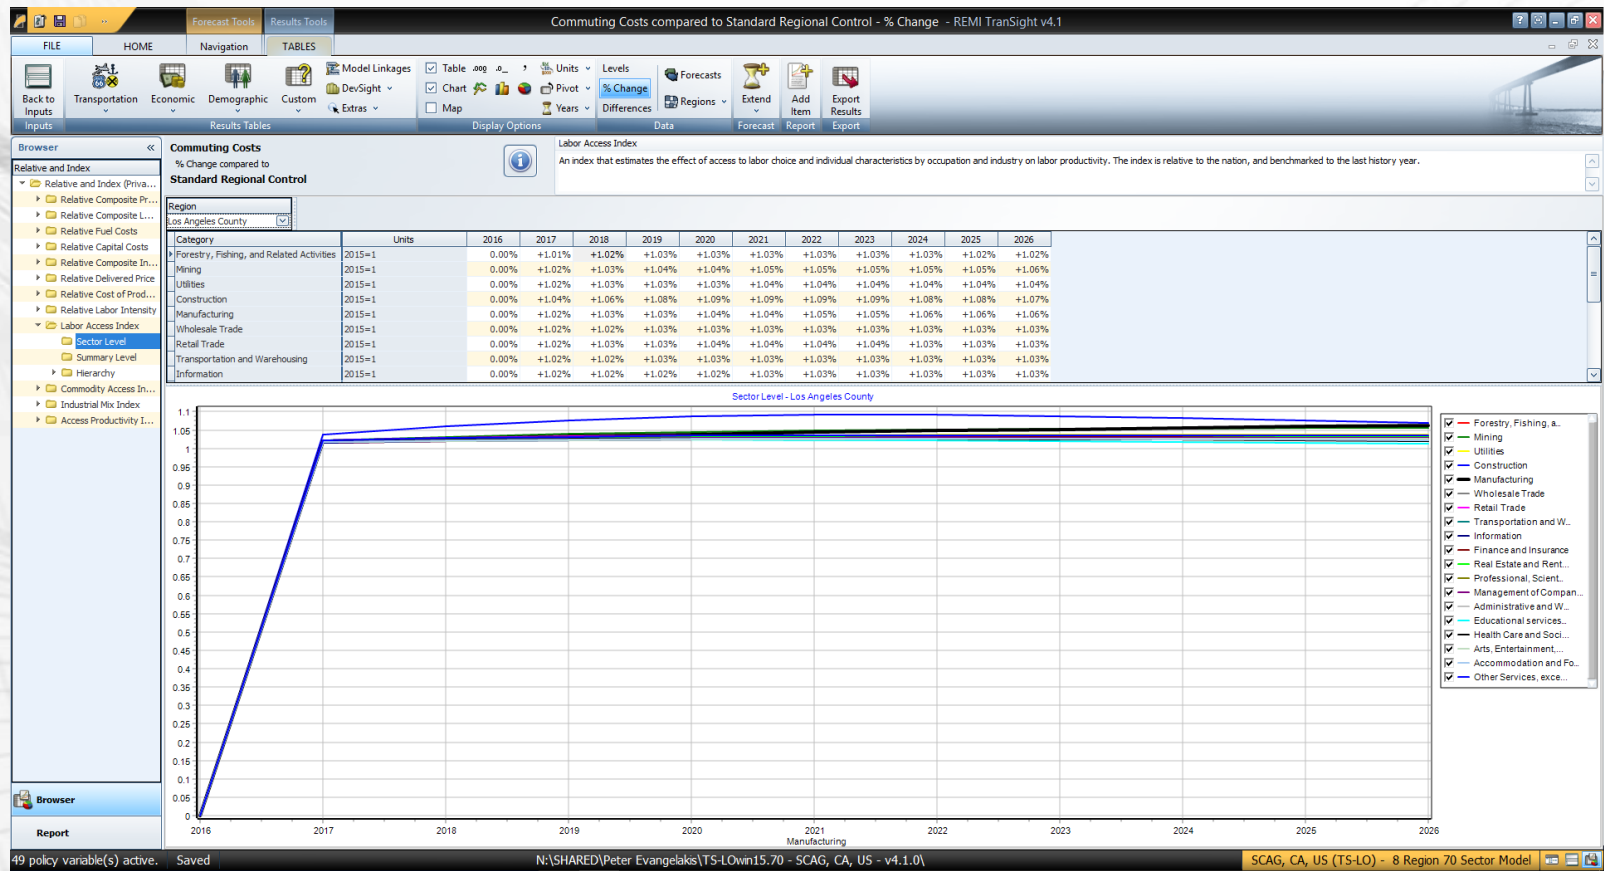 Forecast Tools Results Tools Commuting Costs compared to Standard Regional Control - % Change - REMI TranSight v4.1
FILE HOME Navigation TABLES
Back to Inputs
Transportation Economic Demographic Custom
Model Linkages
DevSight
Extras
Table .000 .0_ ,
Chart
Map
Units
Pivot
Years
Levels
% Change
Differences
Forecasts
Regions
Extend
Add Item
Export Results
Inputs Results Tables Display Options Data Forecast Report Export
Browser «
Relative and Index
Relative and Index (Priva...
Relative Composite Pr...
Relative Composite L...
Relative Fuel Costs
Relative Capital Costs
Relative Composite In...
Relative Delivered Price
Relative Cost of Prod...
Relative Labor Intensity
Labor Access Index
Sector Level
Summary Level
Hierarchy
Commodity Access In...
Industrial Mix Index
Access Productivity I...
Browser
Report
Commuting Costs
% Change compared to
Standard Regional Control
Labor Access Index
An index that estimates the effect of access to labor choice and individual characteristics by occupation and industry on labor productivity. The index is relative to the nation, and benchmarked to the last history year.
Region
Los Angeles County
Category Units 2016 2017 2018 2019 2020 2021 2022 2023 2024 2025 2026
Forestry, Fishing, and Related Activities 2015=1 0.00% +1.01% +1.02% +1.03% +1.03% +1.03% +1.03% +1.03% +1.03% +1.02% +1.02%
Mining 2015=1 0.00% +1.02% +1.03% +1.04% +1.04% +1.05% +1.05% +1.05% +1.05% +1.05% +1.06%
Utilities 2015=1 0.00% +1.02% +1.03% +1.03% +1.03% +1.04% +1.04% +1.04% +1.04% +1.04% +1.04%
Construction 2015=1 0.00% +1.04% +1.06% +1.08% +1.09% +1.09% +1.09% +1.09% +1.08% +1.08% +1.07%
Manufacturing 2015=1 0.00% +1.02% +1.03% +1.03% +1.04% +1.04% +1.05% +1.05% +1.06% +1.06% +1.06%
Wholesale Trade 2015=1 0.00% +1.02% +1.02% +1.03% +1.03% +1.03% +1.03% +1.03% +1.03% +1.03% +1.03%
Retail Trade 2015=1 0.00% +1.02% +1.03% +1.03% +1.04% +1.04% +1.04% +1.04% +1.03% +1.03% +1.03%
Transportation and Warehousing 2015=1 0.00% +1.02% +1.02% +1.03% +1.03% +1.03% +1.03% +1.03% +1.03% +1.03% +1.03%
Information 2015=1 0.00% +1.02% +1.02% +1.02% +1.02% +1.03% +1.03% +1.03% +1.03% +1.03% +1.03%
Sector Level - Los Angeles County
1.1
1.05
1
0.95
0.9
0.85
0.8
0.75
0.7
0.65
0.6
0.55
0.5
0.45
0.4
0.35
0.3
0.25
0.2
0.15
0.1
0.05
0
2016 2017 2018 2019 2020 2021 2022 2023 2024 2025 2026
Manufacturing
Forestry, Fishing, a..
Mining
Utilities
Construction
Manufacturing
Wholesale Trade
Retail Trade
Transportation and W..
Information
Finance and Insurance
Real Estate and Rent...
Professional, Scient..
Management of Compan...
Administrative and W...
Educational services..
Health Care and Soci...
Arts, Entertainment,...
Accommodation and Fo..
Other Services, exce...
49 policy variable(s) active. Saved N:\SHARED\Peter Evangelakis\TS-LOwin15.70 - SCAG, CA, US - v4.1.0\ SCAG, CA, US (TS-LO) - 8 Region 70 Sector Model